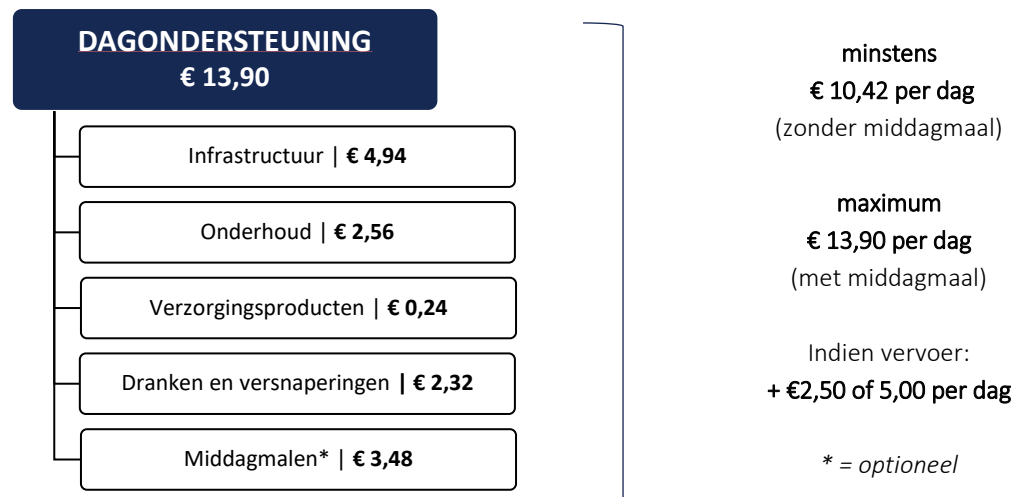 DAGONDERSTEUNING
€ 13,90
Infrastructuur | € 4,94
Onderhoud | € 2,56
Verzorgingsproducten | € 0,24
Dranken en versnaperingen | € 2,32
Middagmalen* | € 3,48
minstens
€ 10,42 per dag
(zonder middagmaal)
maximum
€ 13,90 per dag
(met middagmaal)
Indien vervoer:
+ €2,50 of 5,00 per dag
* = optioneel